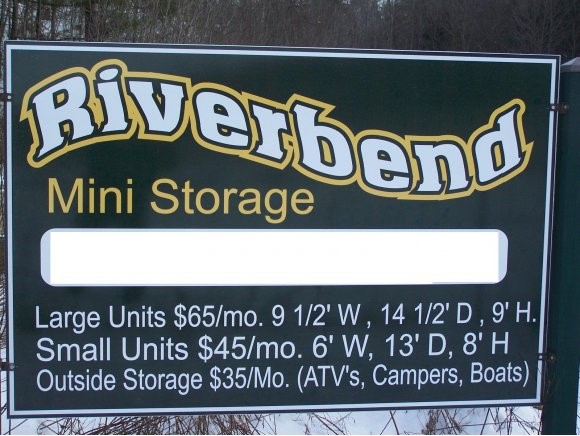 Riverbend
Mini Storage
Large Units $65/mo. 9 1/2' W , 14 1/2' D , 9' H.
Small Units $45/mo. 6' W, 13' D, 8' H
Outside Storage $35/Mo. (ATV's, Campers, Boats)